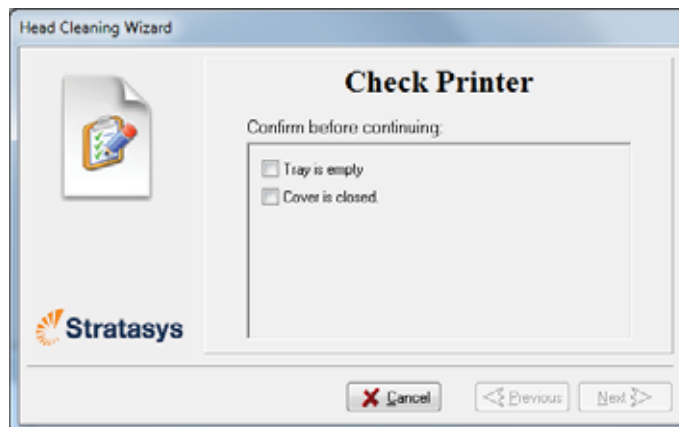 Head Cleaning Wizard
Check Printer
Confirm before continuing:
Tray is empty
Cover is closed.
Stratasys
Cancel
Previous
Next